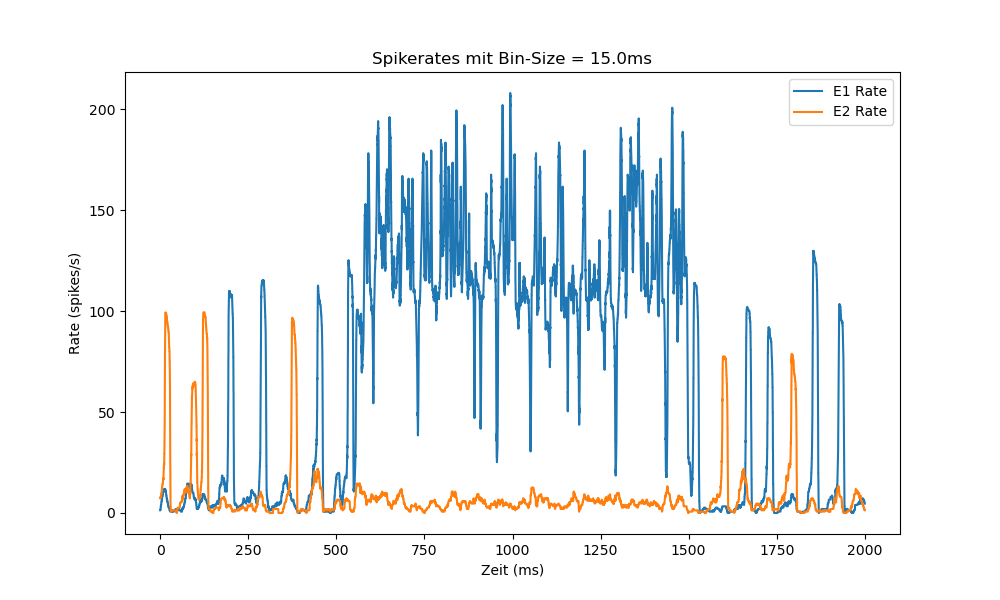 Spikerates mit Bin-Size = 15.0ms
E1 Rate
E2 Rate
Rate (spikes/s)
200
150
100
50
0
0 250 500 750 1000 1250 1500 1750 2000
Zeit (ms)